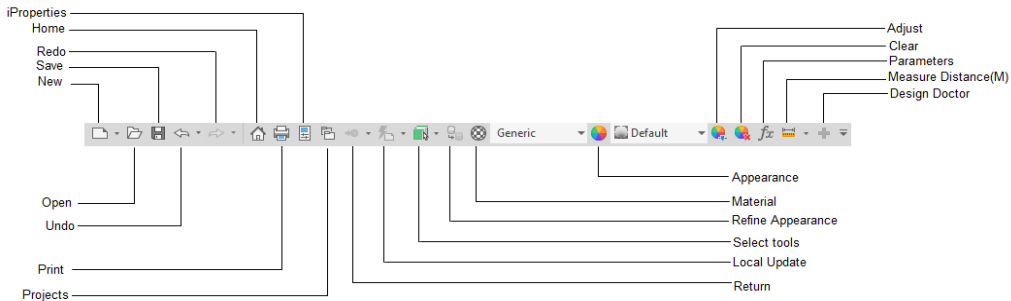 iProperties
Home
Redo
Save
New
Adjust
Clear
Parameters
Measure Distance(M)
Design Doctor
Generic
Default
fx
Open
Undo
Print
Projects
Appearance
Material
Refine Appearance
Select tools
Local Update
Return